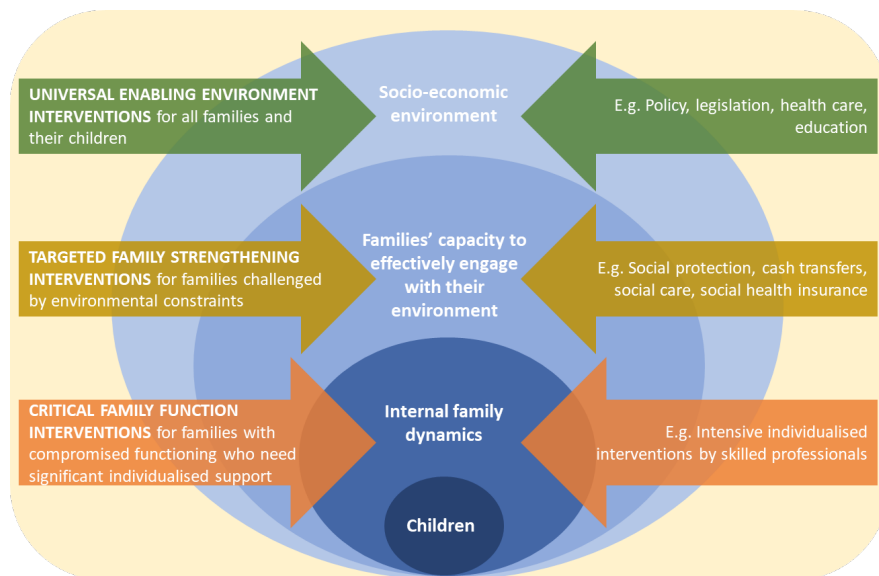 UNIVERSAL ENABLING ENVIRONMENT
INTERVENTIONS for all families and
their children
Socio-economic
environment
E.g. Policy, legislation, health care,
education
TARGETED FAMILY STRENGTHENING
INTERVENTIONS for families challenged
by environmental constraints
Families’ capacity to
effectively engage
with their
environment
E.g. Social protection, cash transfers,
social care, social health insurance
CRITICAL FAMILY FUNCTION
INTERVENTIONS for families with
compromised functioning who need
significant individualised support
Internal family
dynamics
E.g. Intensive individualised
interventions by skilled professionals
Children